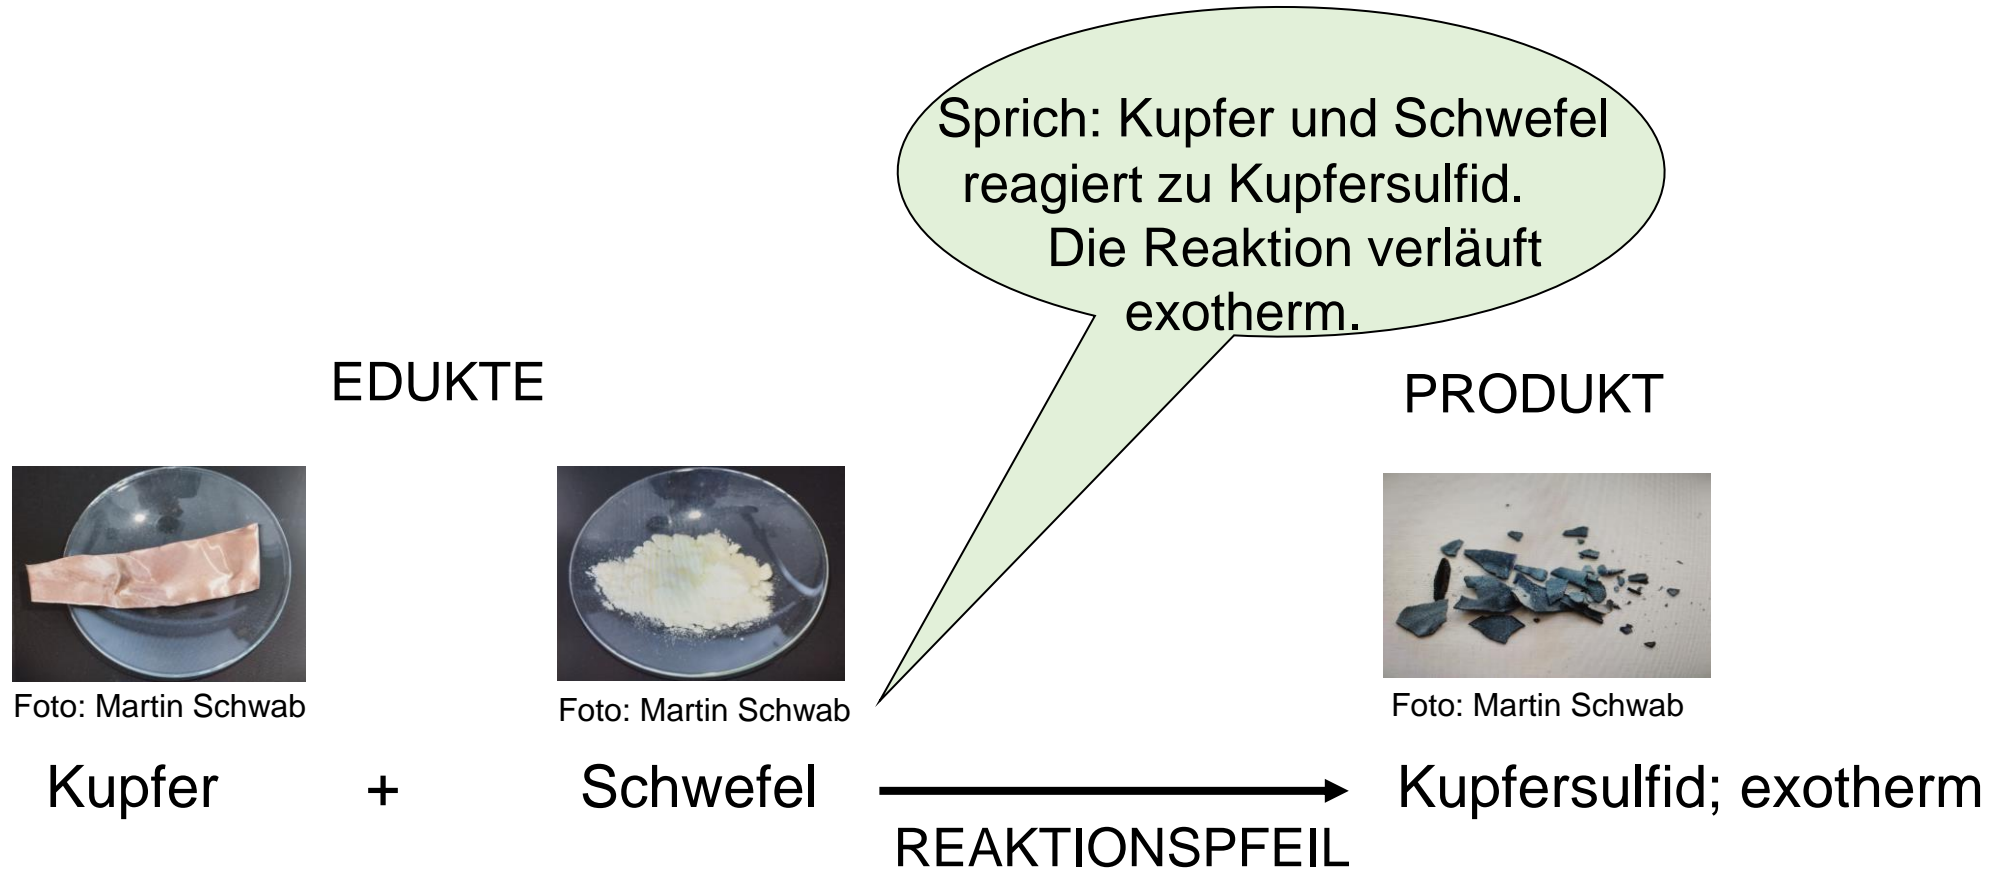 Sprich: Kupfer und Schwefel
reagiert zu Kupfersulfid.
Die Reaktion verläuft
exotherm.
EDUKTE
PRODUKT
Foto: Martin Schwab
Foto: Martin Schwab
Foto: Martin Schwab
Kupfer + Schwefel Kupfersulfid; exotherm
REAKTIONSPFEIL